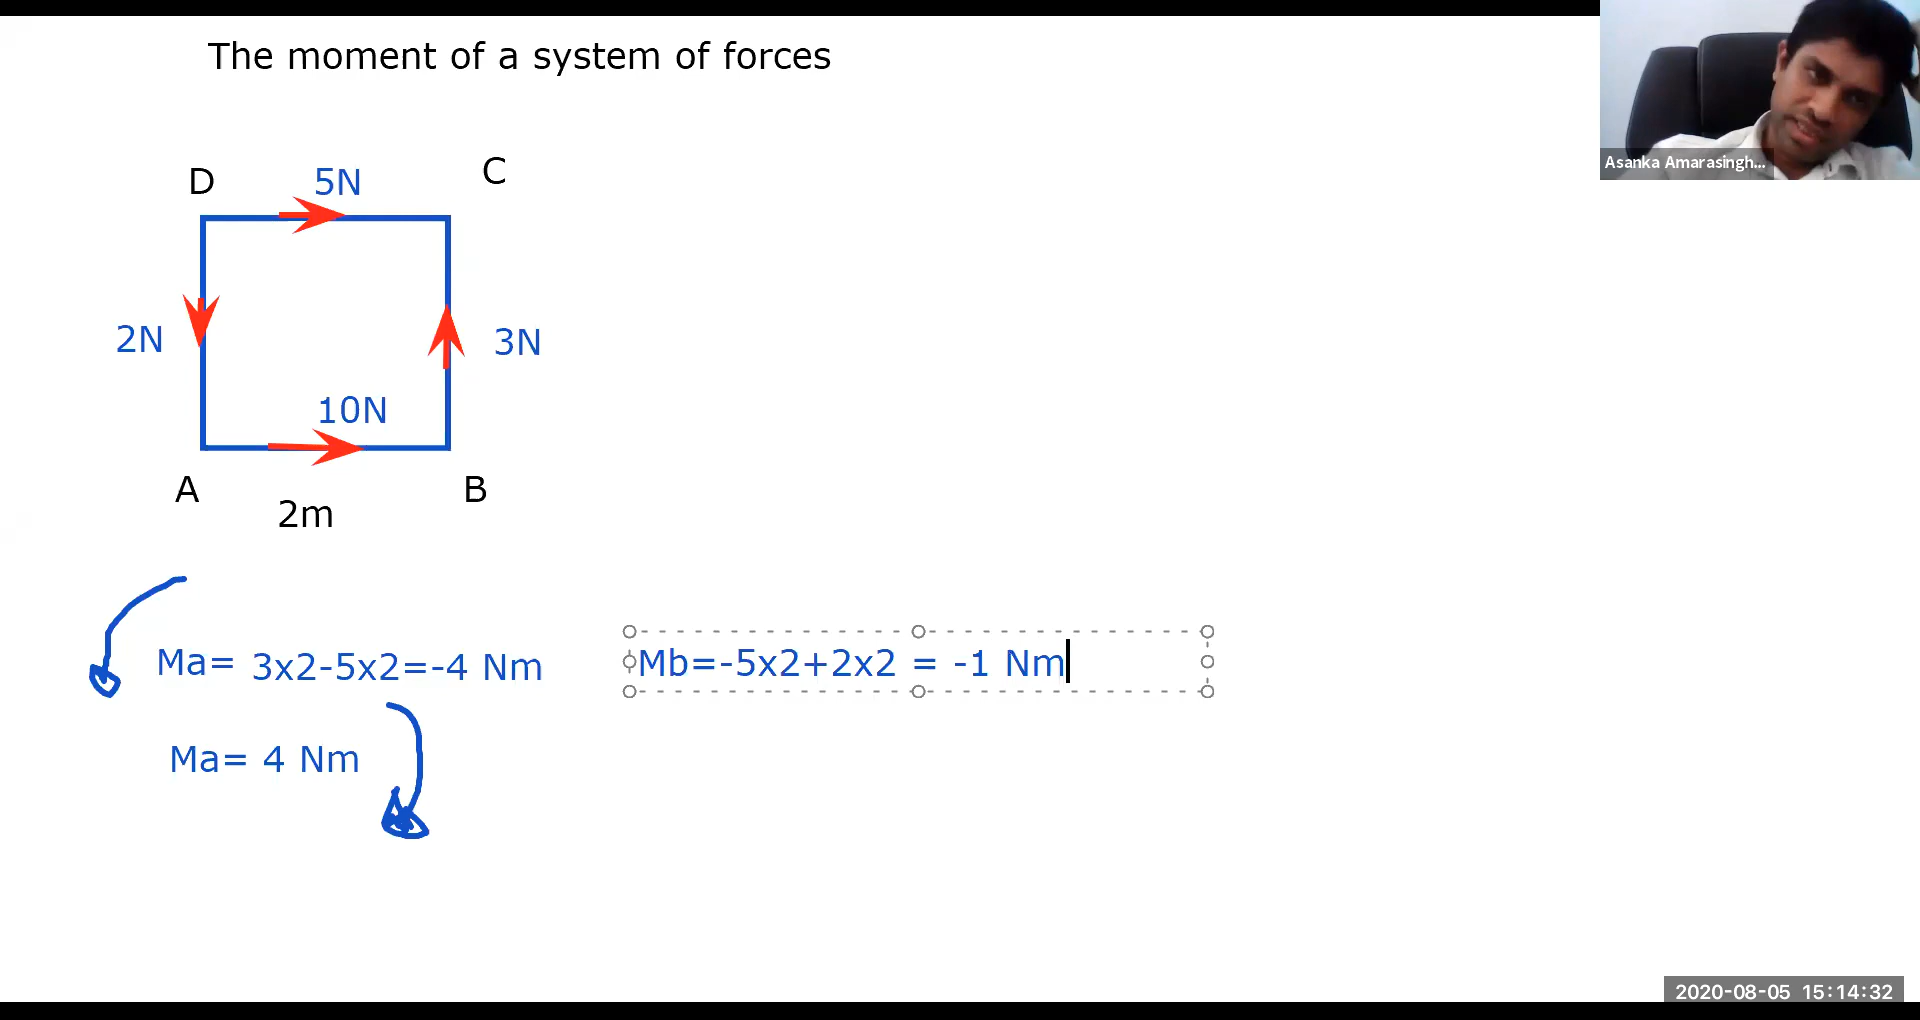 The moment of a system of forces
Asanka Amarasingh...
D
5N
C
2N
3N
10N
A
B
2m
Ma= 3x2-5x2=-4 Nm
Mb=-5x2+2x2 = -1 Nm
Ma= 4 Nm
2020-08-05 15:14:32